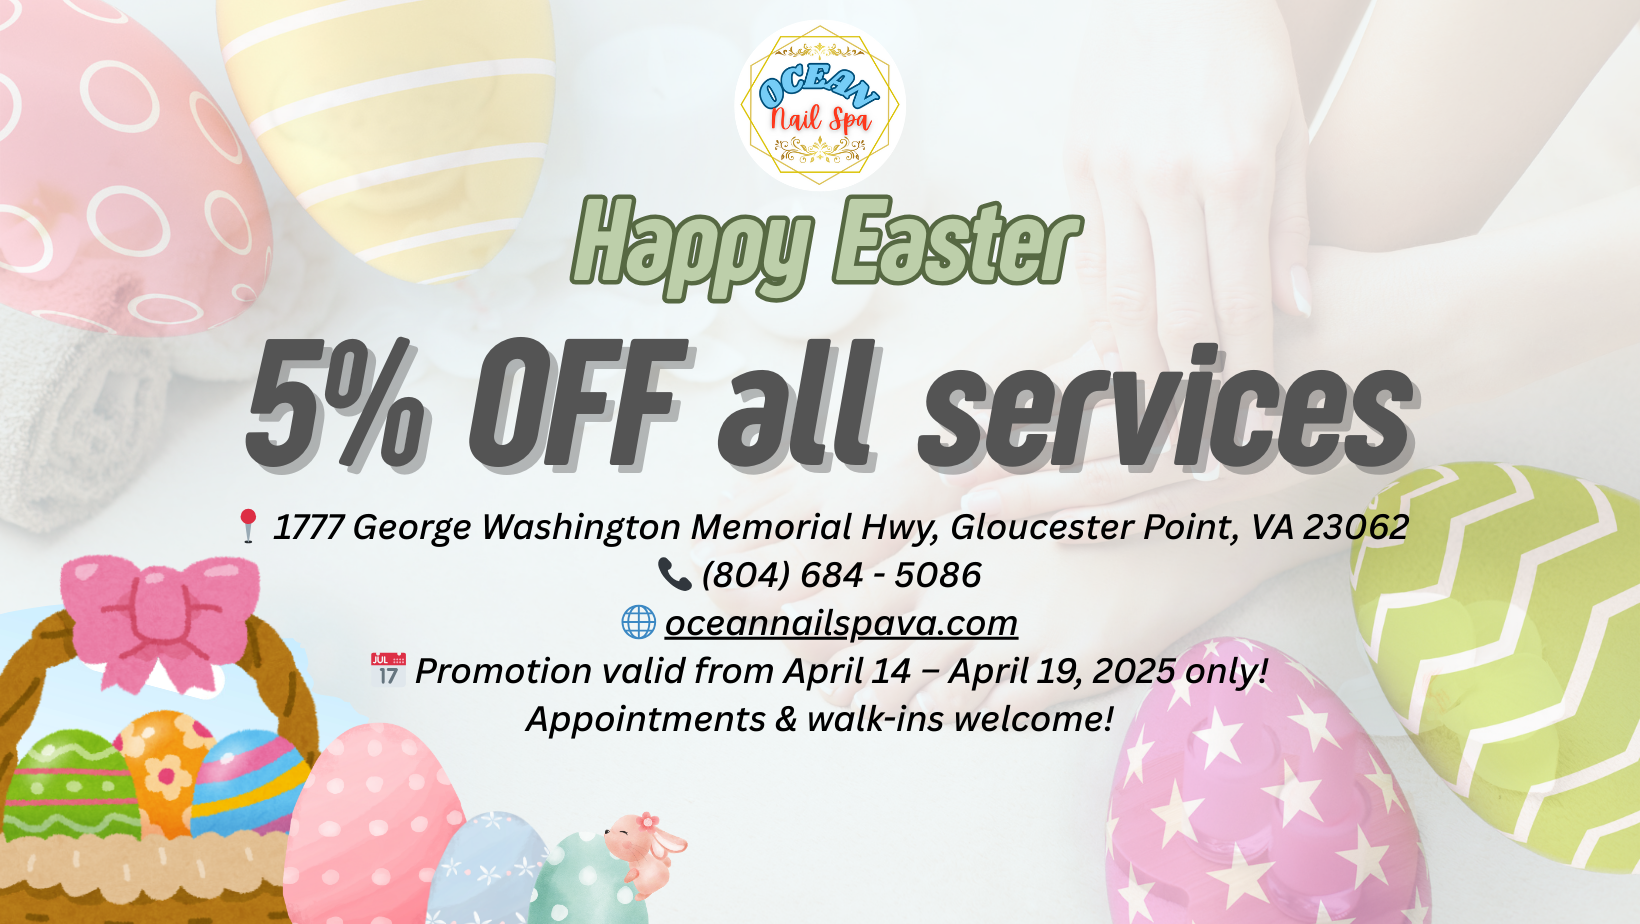 OCEAN
Nail Spa
Happy Easter
5% OFF all services
📍 1777 George Washington Memorial Hwy, Gloucester Point, VA 23062
📞 (804) 684 - 5086
🌐 oceannailspava.com
📅 Promotion valid from April 14 – April 19, 2025 only!
Appointments & walk-ins welcome!